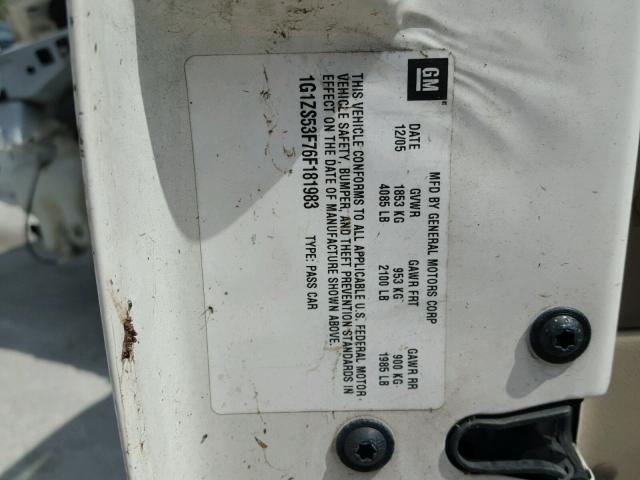 GM
MFD BY GENERAL MOTORS CORP
DATE GVWR GAWR FRT GAWR RR
12/05 1853 KG 953 KG 900 KG
4085 LB 2100 LB 1985 LB
THIS VEHICLE CONFORMS TO ALL APPLICABLE U.S. FEDERAL MOTOR
VEHICLE SAFETY, BUMPER, AND THEFT PREVENTION STANDARDS IN
EFFECT ON THE DATE OF MANUFACTURE SHOWN ABOVE.
1G1ZS53F76F181983 TYPE: PASS CAR